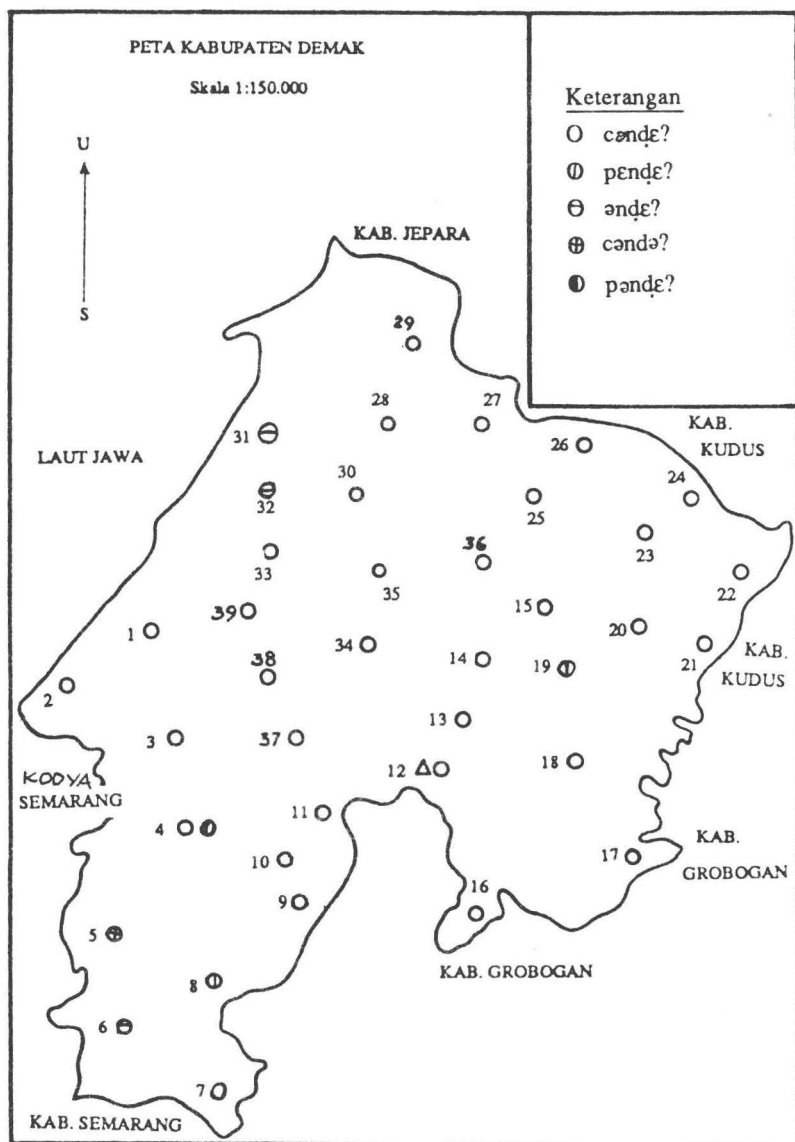 PETA KABUPATEN DEMAK
Skala 1:150.000
U
S
Keterangan
cəndɛ̣?
pɛnḍɛ?
ənḍɛ?
cəndə?
pənḍɛ?
KAB. JEPARA
29
28
27
26
KAB.
KUDUS
31
LAUT JAWA
30
24
32
25
23
36
33
35
22
39
15
1
20
34
14
19
21
KAB.
KUDUS
38
2
13
3
37
18
12 Δ
KODYA
SEMARANG
11
4
KAB.
GROBOGAN
17
10
9
16
5
KAB. GROBOGAN
8
6
7
KAB. SEMARANG